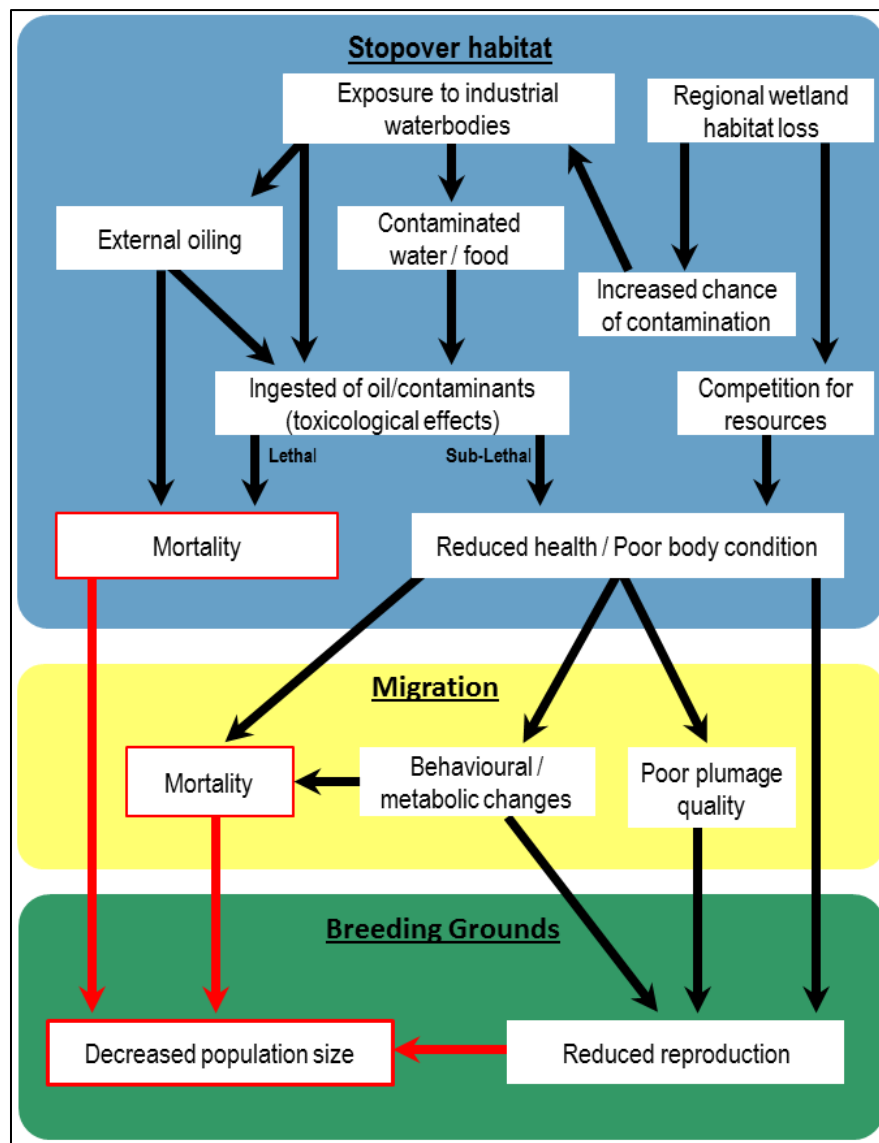 Stopover habitat
Exposure to industrial
waterbodies
Regional wetland
habitat loss
External oiling
Contaminated
water / food
Increased chance
of contamination
Ingested of oil/contaminants
(toxicological effects)
Competition for
resources
Lethal
Sub-Lethal
Mortality
Reduced health / Poor body condition
Migration
Mortality
Behavioural /
metabolic changes
Poor plumage
quality
Breeding Grounds
Decreased population size
Reduced reproduction